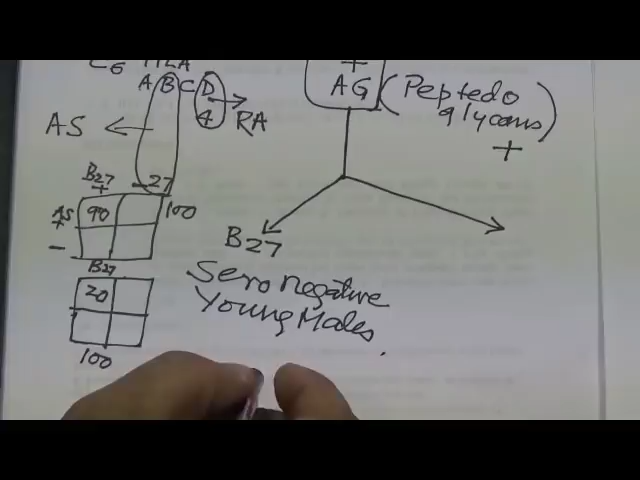 C6 HLA
A B C D
4
RA
AS
27
B27
+ -
AS
+
90
100
-
B27
20
100
+
AG (Peptedo
glycans)
+
B27
Sero negative
Young Males